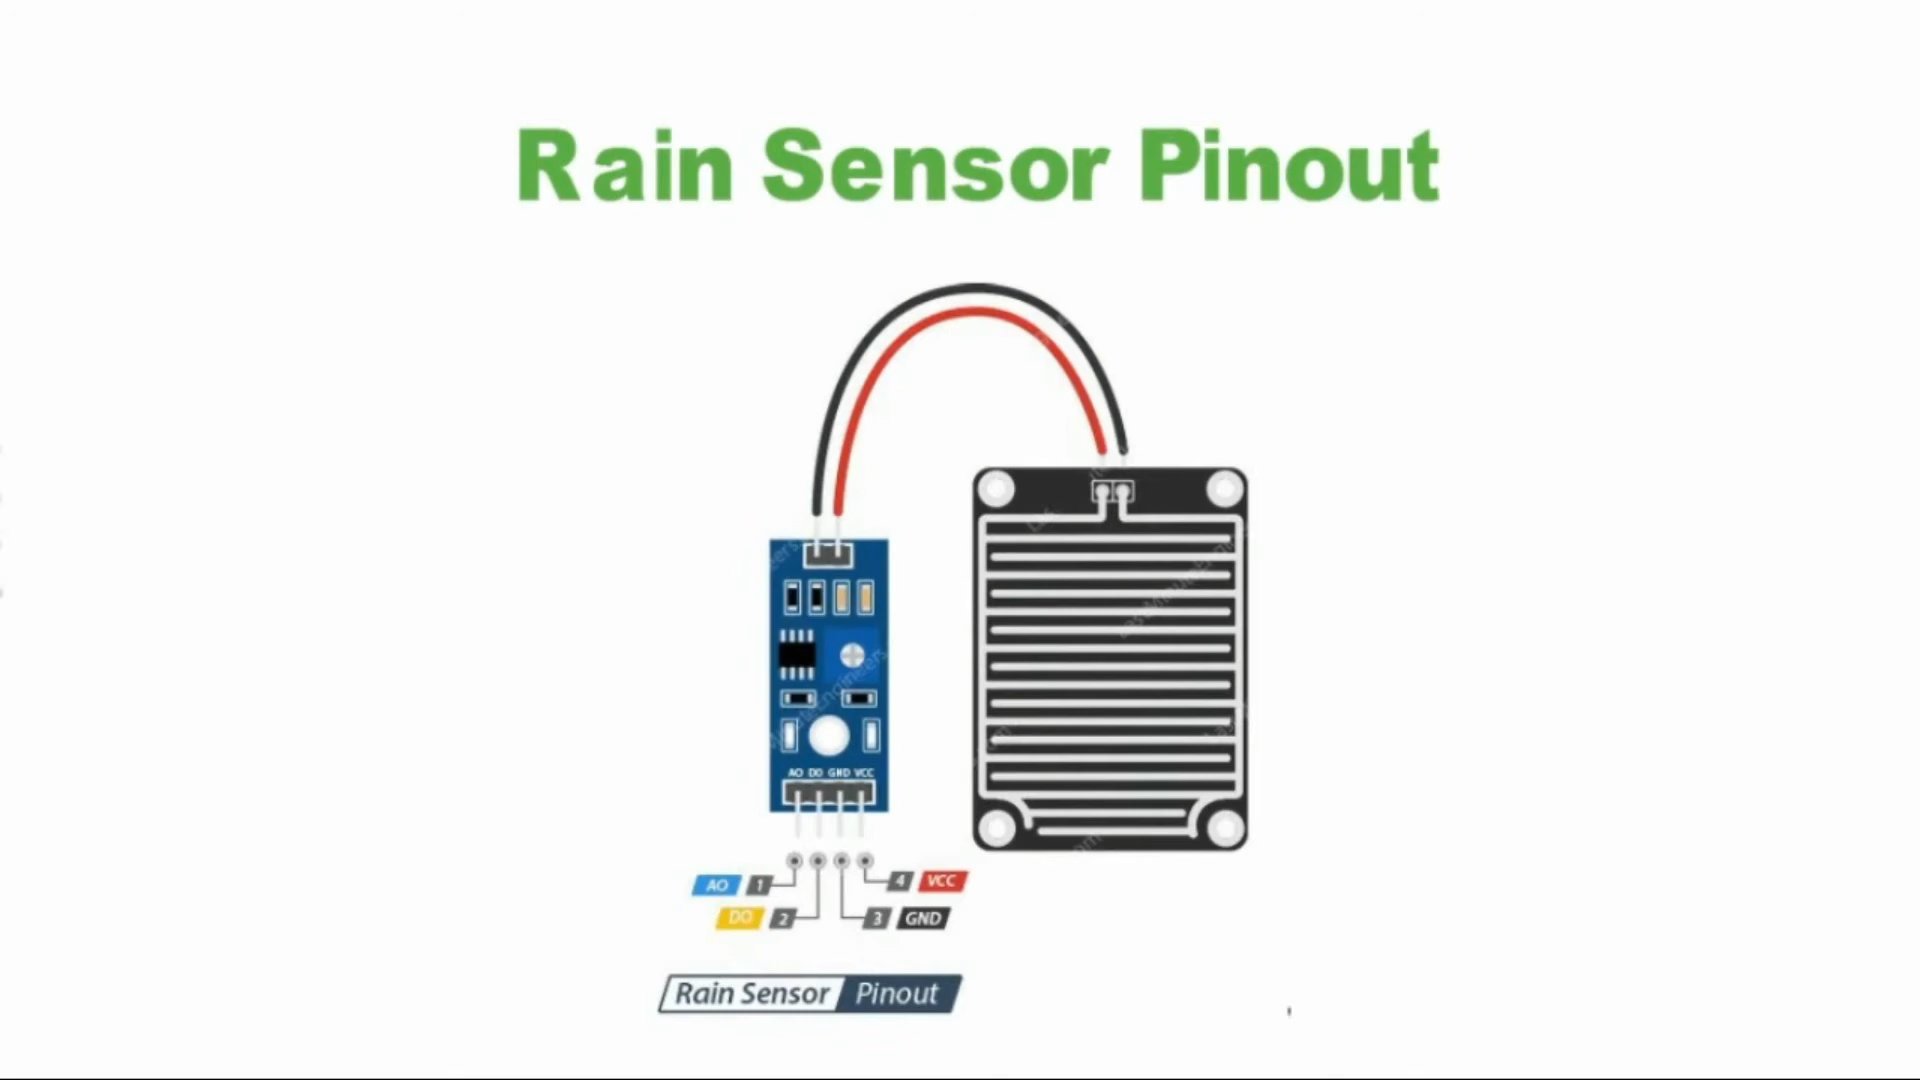 Rain Sensor Pinout
AO DO GND VCC
AO 1
4 VCC
DO 2
3 GND
Rain Sensor Pinout